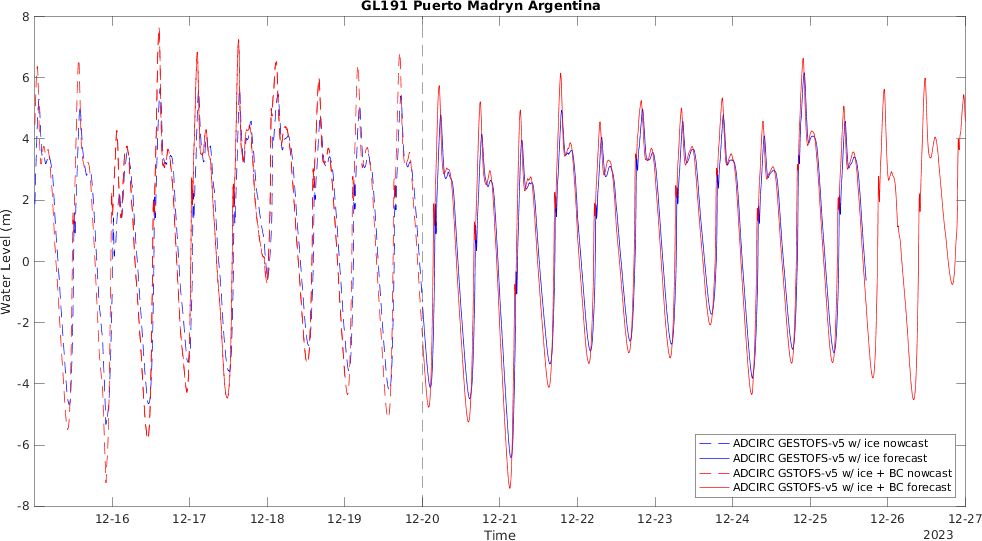 GL191 Puerto Madryn Argentina
8
6
4
2
0
-2
-4
-6
-8
Water Level (m)
ADCIRC GESTOFS-v5 w/ ice nowcast
ADCIRC GESTOFS-v5 w/ ice forecast
ADCIRC GSTOFS-v5 w/ ice + BC nowcast
ADCIRC GSTOFS-v5 w/ ice + BC forecast
12-16 12-17 12-18 12-19 12-20 12-21 12-22 12-23 12-24 12-25 12-26 12-27
Time
2023